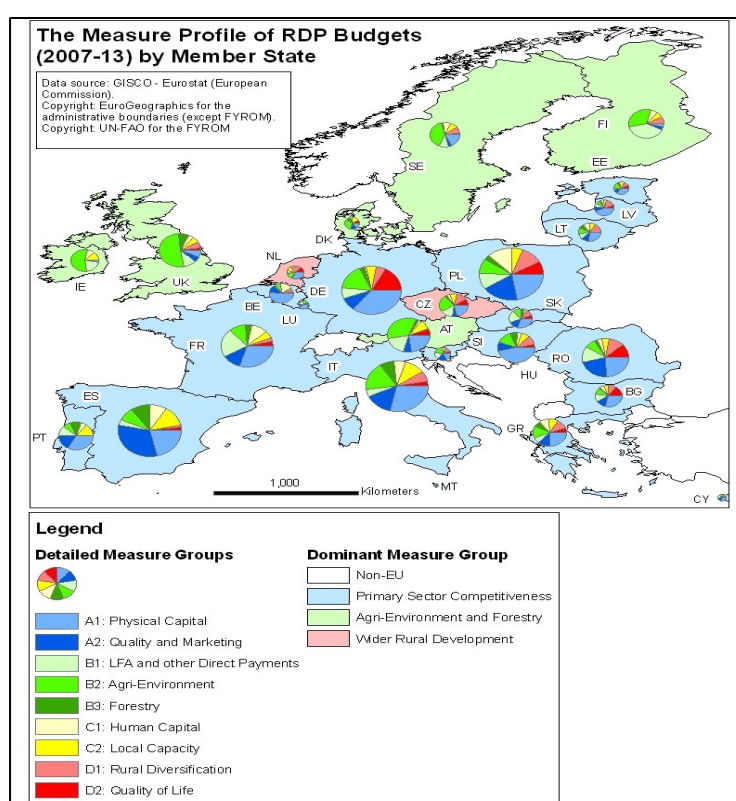 The Measure Profile of RDP Budgets
(2007-13) by Member State
Data source: GISCO - Eurostat (European
Commission).
Copyright: EuroGeographics for the
administrative boundaries (except FYROM).
Copyright: UN-FAO for the FYROM
FI
SE
EE
LV
LT
DK
NL
IE
UK
PL
BE
DE
CZ
SK
LU
AT
FR
SI
IT
RO
HU
ES
BG
PT
GR
MT
CY
1,000
Kilometers
Legend
Detailed Measure Groups
A1: Physical Capital
A2: Quality and Marketing
B1: LFA and other Direct Payments
B2: Agri-Environment
B3: Forestry
C1: Human Capital
C2: Local Capacity
D1: Rural Diversification
D2: Quality of Life
Dominant Measure Group
Non-EU
Primary Sector Competitiveness
Agri-Environment and Forestry
Wider Rural Development